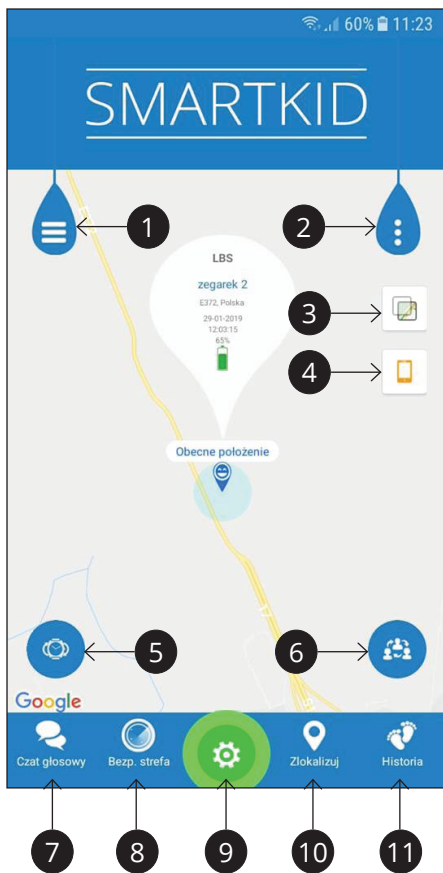 60% 11:23
SMARTKID
1
2
LBS
zegarek 2
E372, Polska
29-01-2019
12:03:15
65%
3
4
Obecne położenie
5
6
Google
Czat głosowy
Bezp. strefa
Zlokalizuj
Historia
7
8
9
10
11